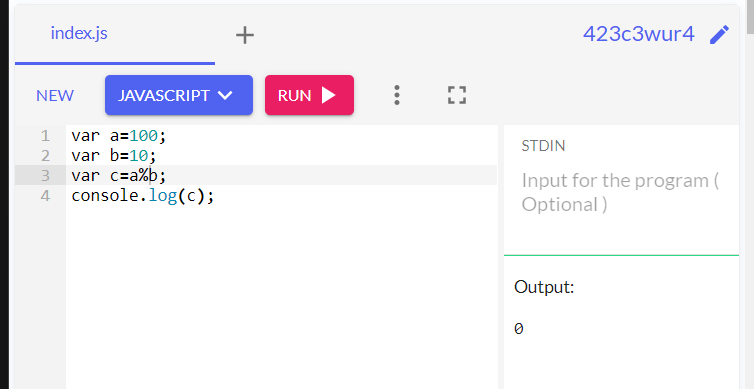 index.js + 423c3wur4
NEW JAVASCRIPT RUN
1 var a=100;
2 var b=10;
3 var c=a%b;
4 console.log(c);
STDIN
Input for the program (
Optional )
Output:
0